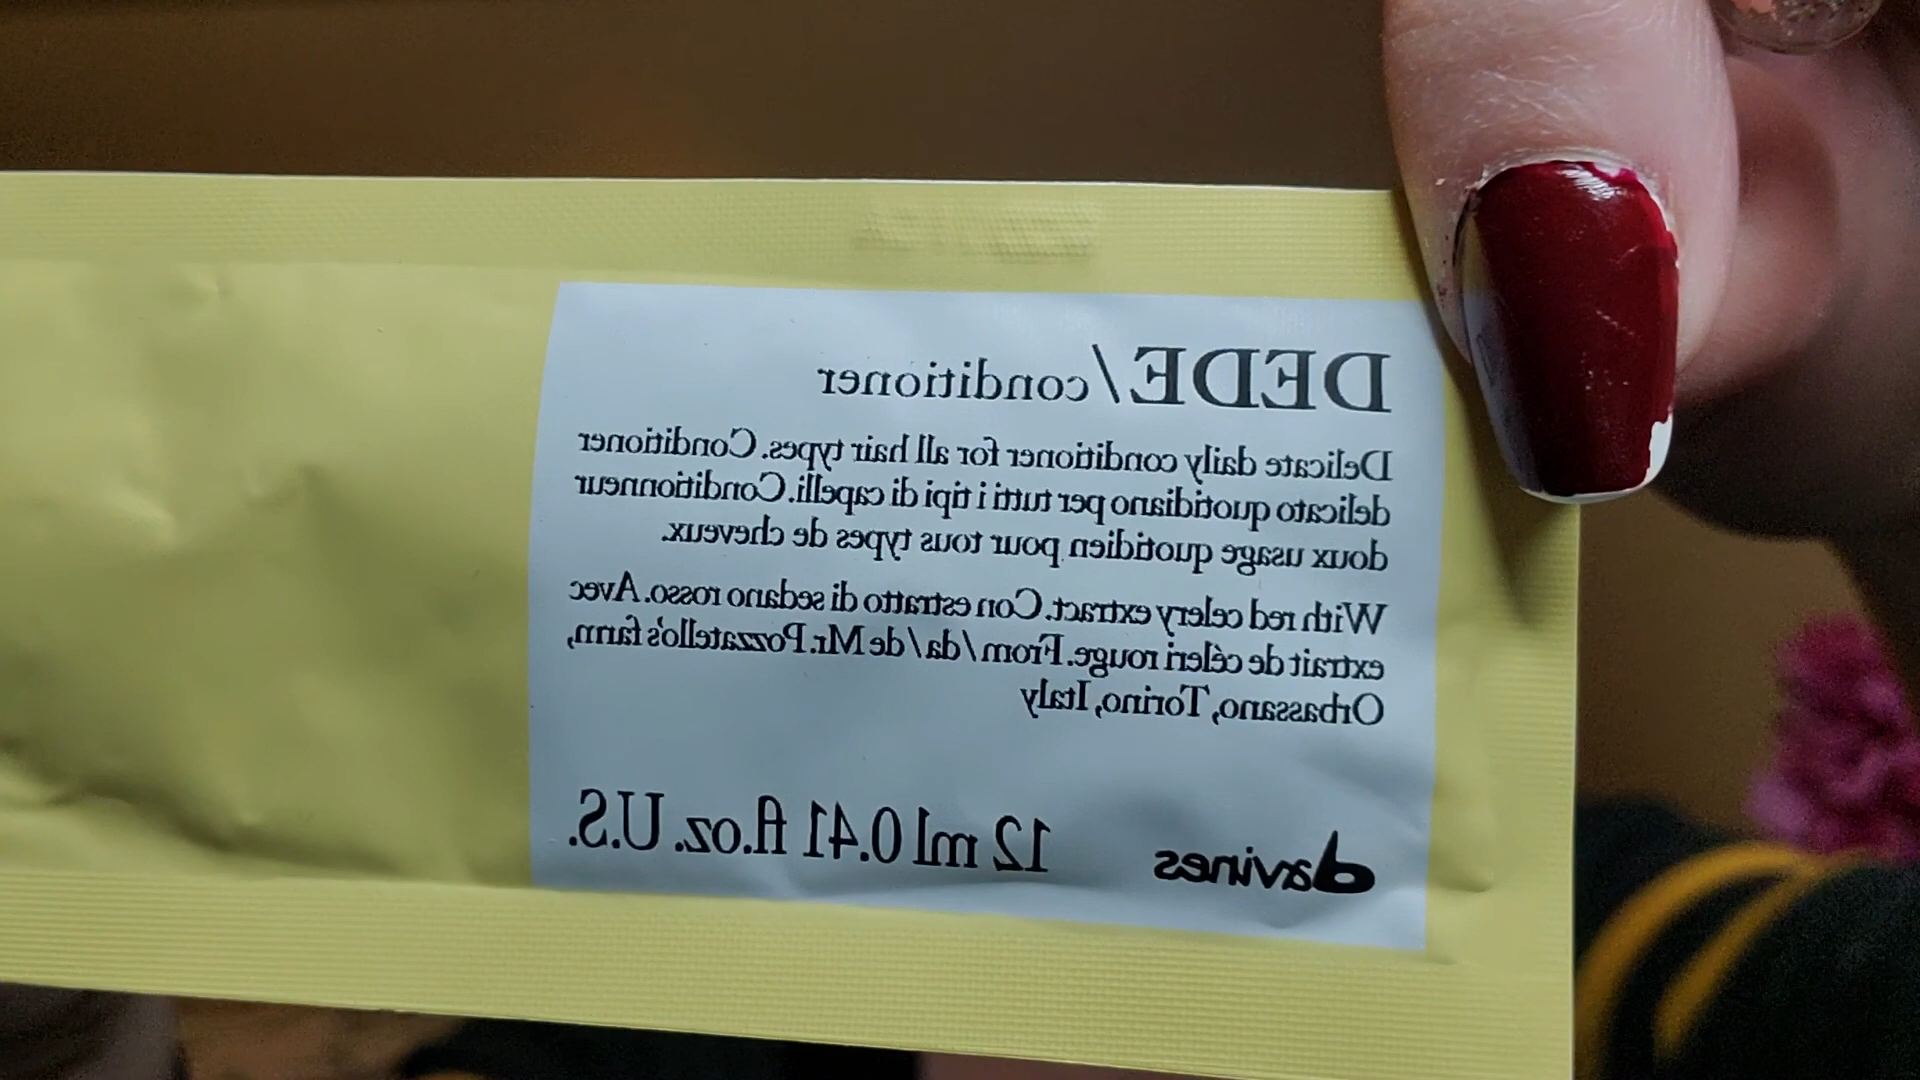 DEDE/conditioner
Delicate daily conditioner for all hair types. Conditioner
delicato quotidiano per tutti i tipi di capelli. Conditionneur
doux usage quotidien pour tous types de cheveux.
With red celery extract. Con estratto di sedano rosso. Avec
extrait de céleri rouge. From/da/de Mr. Pozzatello's farm,
Orbassano, Torino, Italy
davines 12 ml 0.41 fl.oz. U.S.